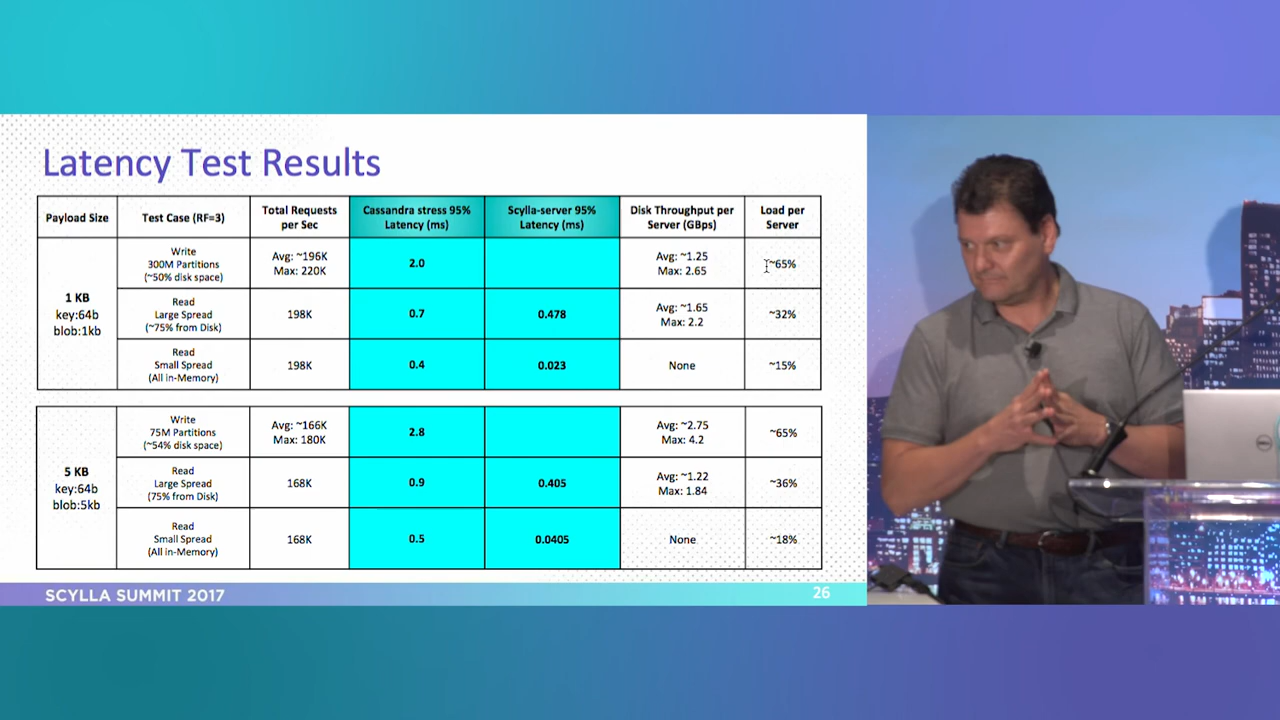 Latency Test Results
Payload Size
Test Case (RF=3)
Total Requests
per Sec
Cassandra stress 95%
Latency (ms)
Scylla-server 95%
Latency (ms)
Disk Throughput per
Server (GBps)
Load per
Server
1 KB
key:64b
blob:1kb
Write
300M Partitions
(~50% disk space)
Avg: ~196K
Max: 220K
2.0
Avg: ~1.25
Max: 2.65
~65%
Read
Large Spread
(~75% from Disk)
198K
0.7
0.478
Avg: ~1.65
Max: 2.2
~32%
Read
Small Spread
(All in-Memory)
198K
0.4
0.023
None
~15%
5 KB
key:64b
blob:5kb
Write
75M Partitions
(~54% disk space)
Avg: ~166K
Max: 180K
2.8
Avg: ~2.75
Max: 4.2
~65%
Read
Large Spread
(75% from Disk)
168K
0.9
0.405
Avg: ~1.22
Max: 1.84
~36%
Read
Small Spread
(All in-Memory)
168K
0.5
0.0405
None
~18%
SCYLLA SUMMIT 2017
26
DELL